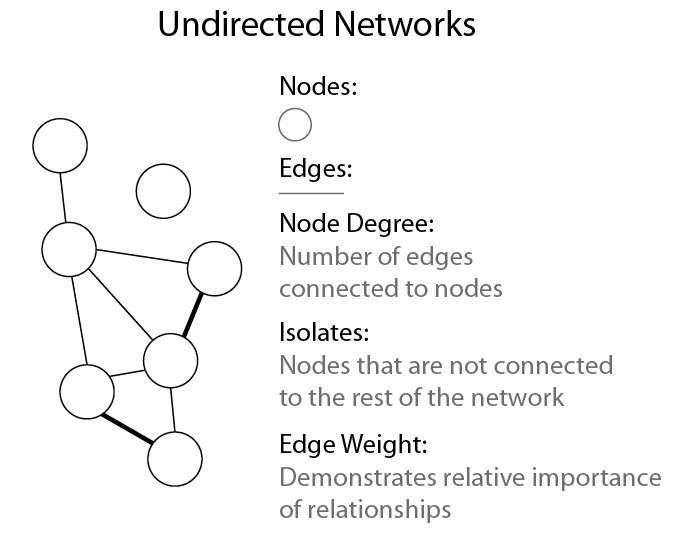 Undirected Networks
Nodes:
Edges:
Node Degree:
Number of edges
connected to nodes
Isolates:
Nodes that are not connected
to the rest of the network
Edge Weight:
Demonstrates relative importance
of relationships